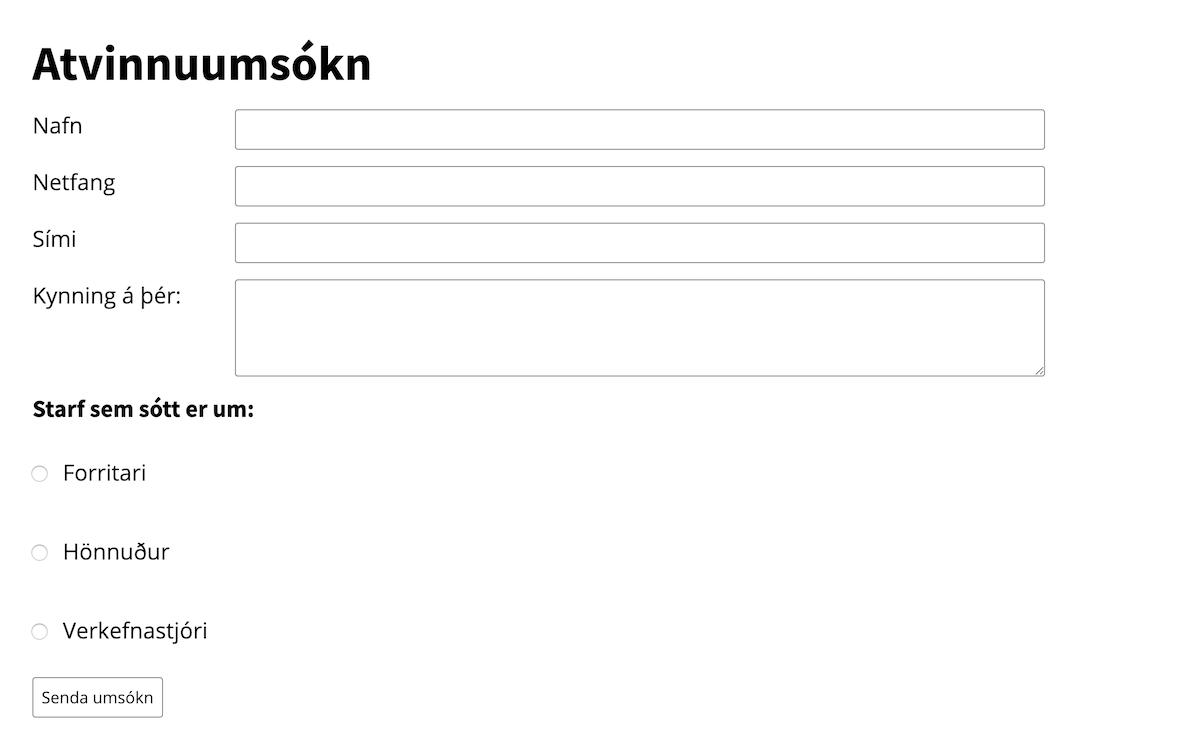 Atvinnuumsókn
Nafn
Netfang
Sími
Kynning á þér:
Starf sem sótt er um:
Forritari
Hönnuður
Verkefnastjóri
Senda umsókn